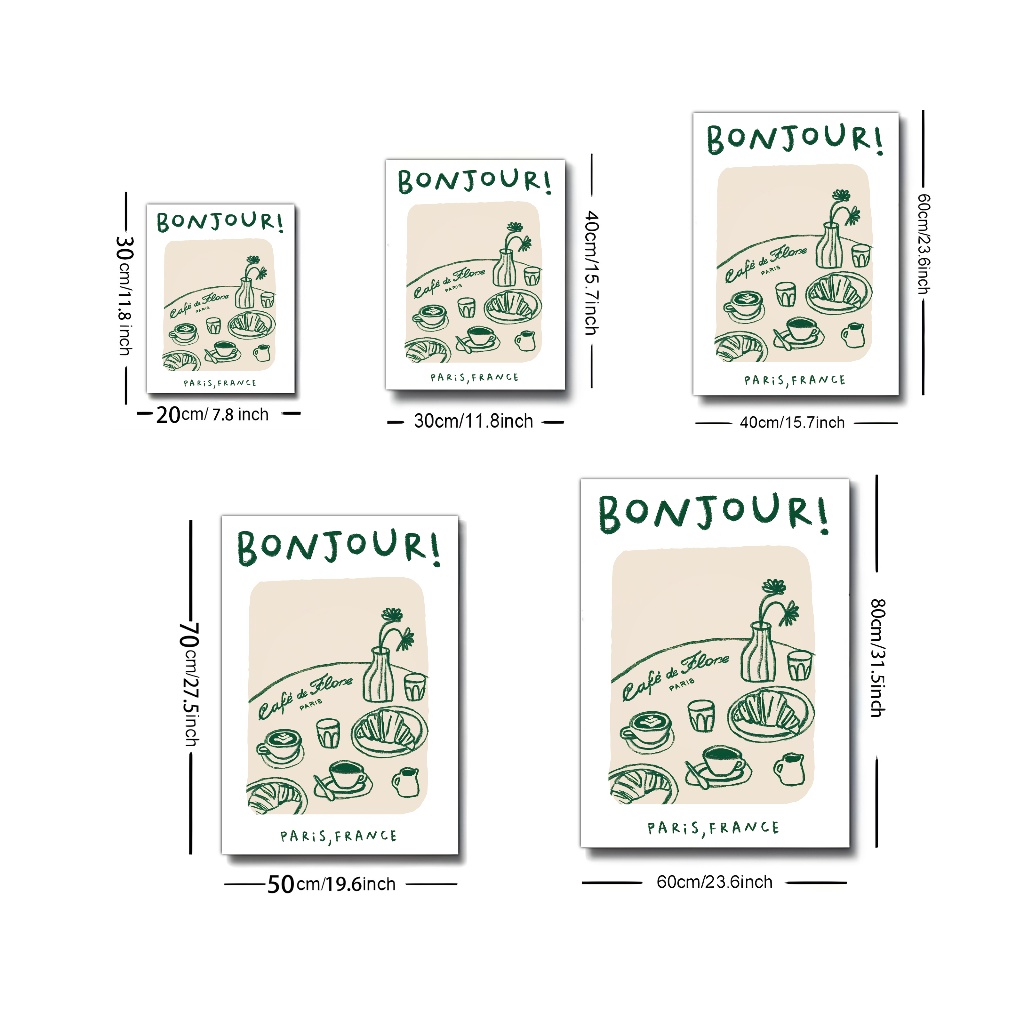 BONJOUR!
Café de Flore
PARIS
PARIS, FRANCE
30cm/11.8 inch
20cm/ 7.8 inch
BONJOUR!
Café de Flore
PARIS
PARIS, FRANCE
40cm/15.7inch
30cm/11.8inch
BONJOUR!
Café de Flore
PARIS
PARIS, FRANCE
60cm/23.6inch
40cm/15.7inch
70cm/27.5inch
BONJOUR!
Café de Flore
PARIS
PARIS, FRANCE
50cm/19.6inch
BONJOUR!
Café de Flore
PARIS
PARIS, FRANCE
80cm/31.5inch
60cm/23.6inch